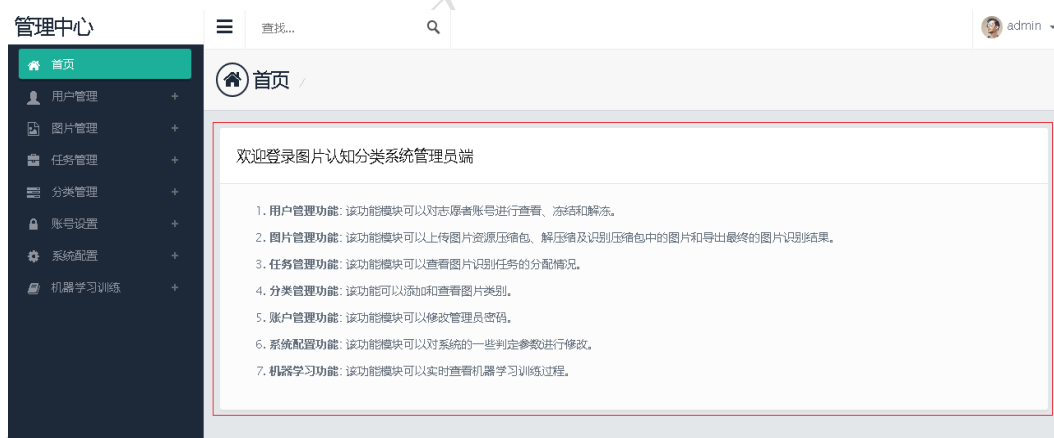 管理中心
查找...
admin
首页
用户管理 +
图片管理 +
任务管理 +
分类管理 +
账号设置 +
系统配置 +
机器学习训练 +
首页 /
欢迎登录图片认知分类系统管理员端
1. 用户管理功能: 该功能模块可以对志愿者账号进行查看、冻结和解冻。
2. 图片管理功能: 该功能模块可以上传图片资源压缩包、解压缩及识别压缩包中的图片和导出最终的图片识别结果。
3. 任务管理功能: 该功能模块可以查看图片识别任务的分配情况。
4. 分类管理功能: 该功能可以添加和查看图片类别。
5. 账户管理功能: 该功能模块可以修改管理员密码。
6. 系统配置功能: 该功能模块可以对系统的一些判定参数进行修改。
7. 机器学习功能: 该功能模块可以实时查看机器学习训练过程。